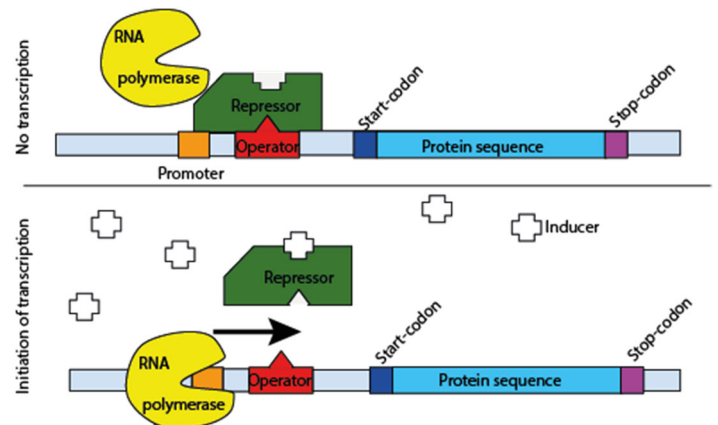 No transcription
RNA
polymerase
Repressor
Start-codon
Stop-codon
Operator
Protein sequence
Promoter
Initiation of transcription
Inducer
Repressor
RNA
polymerase
Start-codon
Stop-codon
Operator
Protein sequence